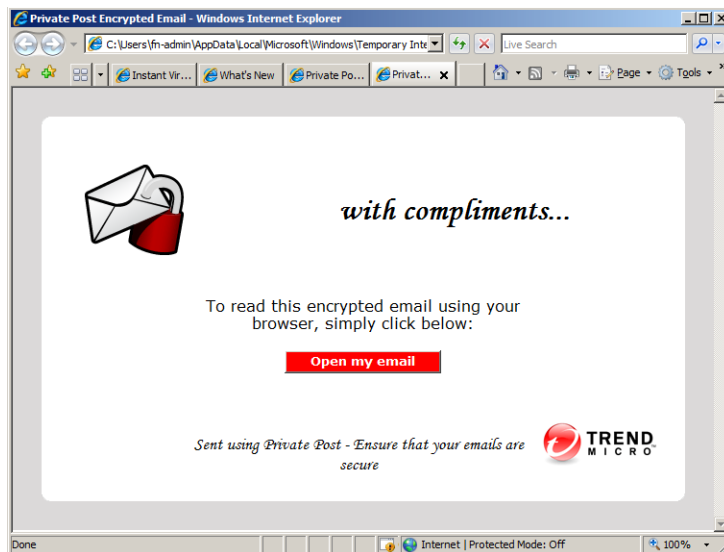 Private Post Encrypted Email - Windows Internet Explorer
C:\Users\fn-admin\AppData\Local\Microsoft\Windows\Temporary Inte
Live Search
Instant Vir...
What's New
Private Po...
Privat...
Page
Tools
with compliments...
To read this encrypted email using your
browser, simply click below:
Open my email
Sent using Private Post - Ensure that your emails are
secure
TREND
MICRO
Done
Internet | Protected Mode: Off
100%